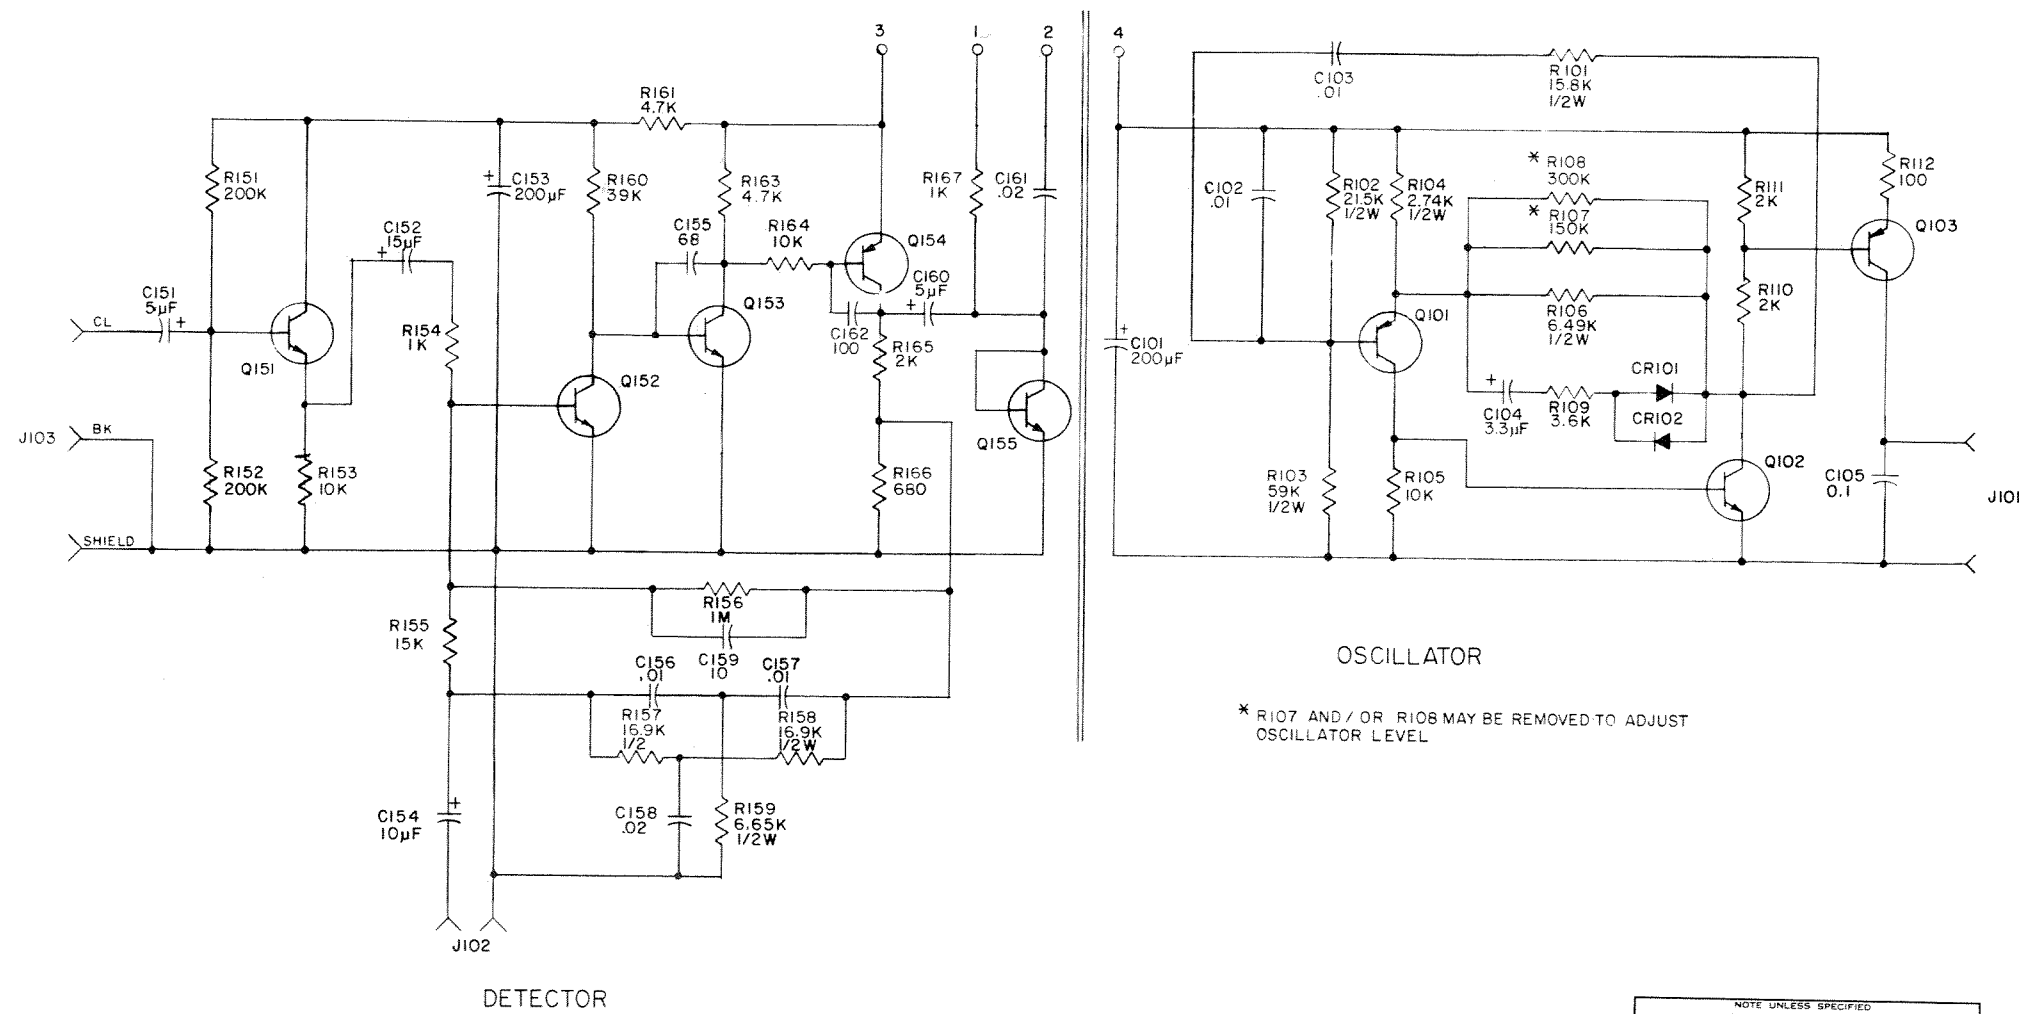 3
1
2
4
C103
.01
R101
15.8K
1/2W
R161
4.7K
R151
200K
C153
200µF
R160
39K
R163
4.7K
R167
1K
C161
.02
C102
.01
R102
21.5K
1/2W
R104
2.74K
1/2W
* R108
300K
* R107
150K
R111
2K
R112
100
C152
15µF
C155
68
R164
10K
Q154
Q103
C160
5µF
C151
5µF
CL
R154
1K
Q153
C162
100
R165
2K
C101
200µF
Q101
R106
6.49K
1/2W
R110
2K
Q151
Q152
CR101
CR102
C104
3.3µF
R109
3.6K
J103
BK
Q155
R152
200K
R153
10K
R166
680
R103
59K
1/2W
R105
10K
Q102
C105
0.1
J101
SHIELD
R156
1M
R155
15K
C159
10
C156
.01
C157
.01
R157
16.9K
1/2
R158
16.9K
1/2W
C154
10µF
C158
.02
R159
6.65K
1/2W
J102
DETECTOR
OSCILLATOR
* R107 AND / OR R108 MAY BE REMOVED TO ADJUST
OSCILLATOR LEVEL
NOTE UNLESS SPECIFIED